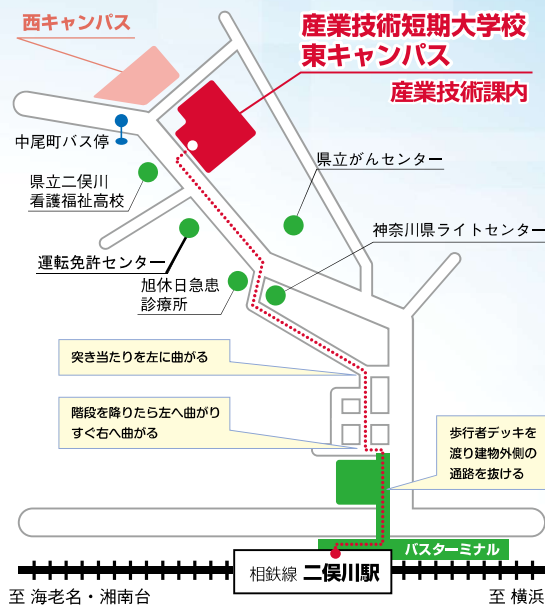 西キャンパス
産業技術短期大学校
東キャンパス
産業技術課内
中尾町バス停
県立がんセンター
県立二俣川
看護福祉高校
神奈川県ライトセンター
運転免許センター
旭休日急患
診療所
突き当たりを左に曲がる
階段を降りたら左へ曲がり
すぐ右へ曲がる
歩行者デッキを
渡り建物外側の
通路を抜ける
バスターミナル
相鉄線 二俣川駅
至 海老名・湘南台
至 横浜